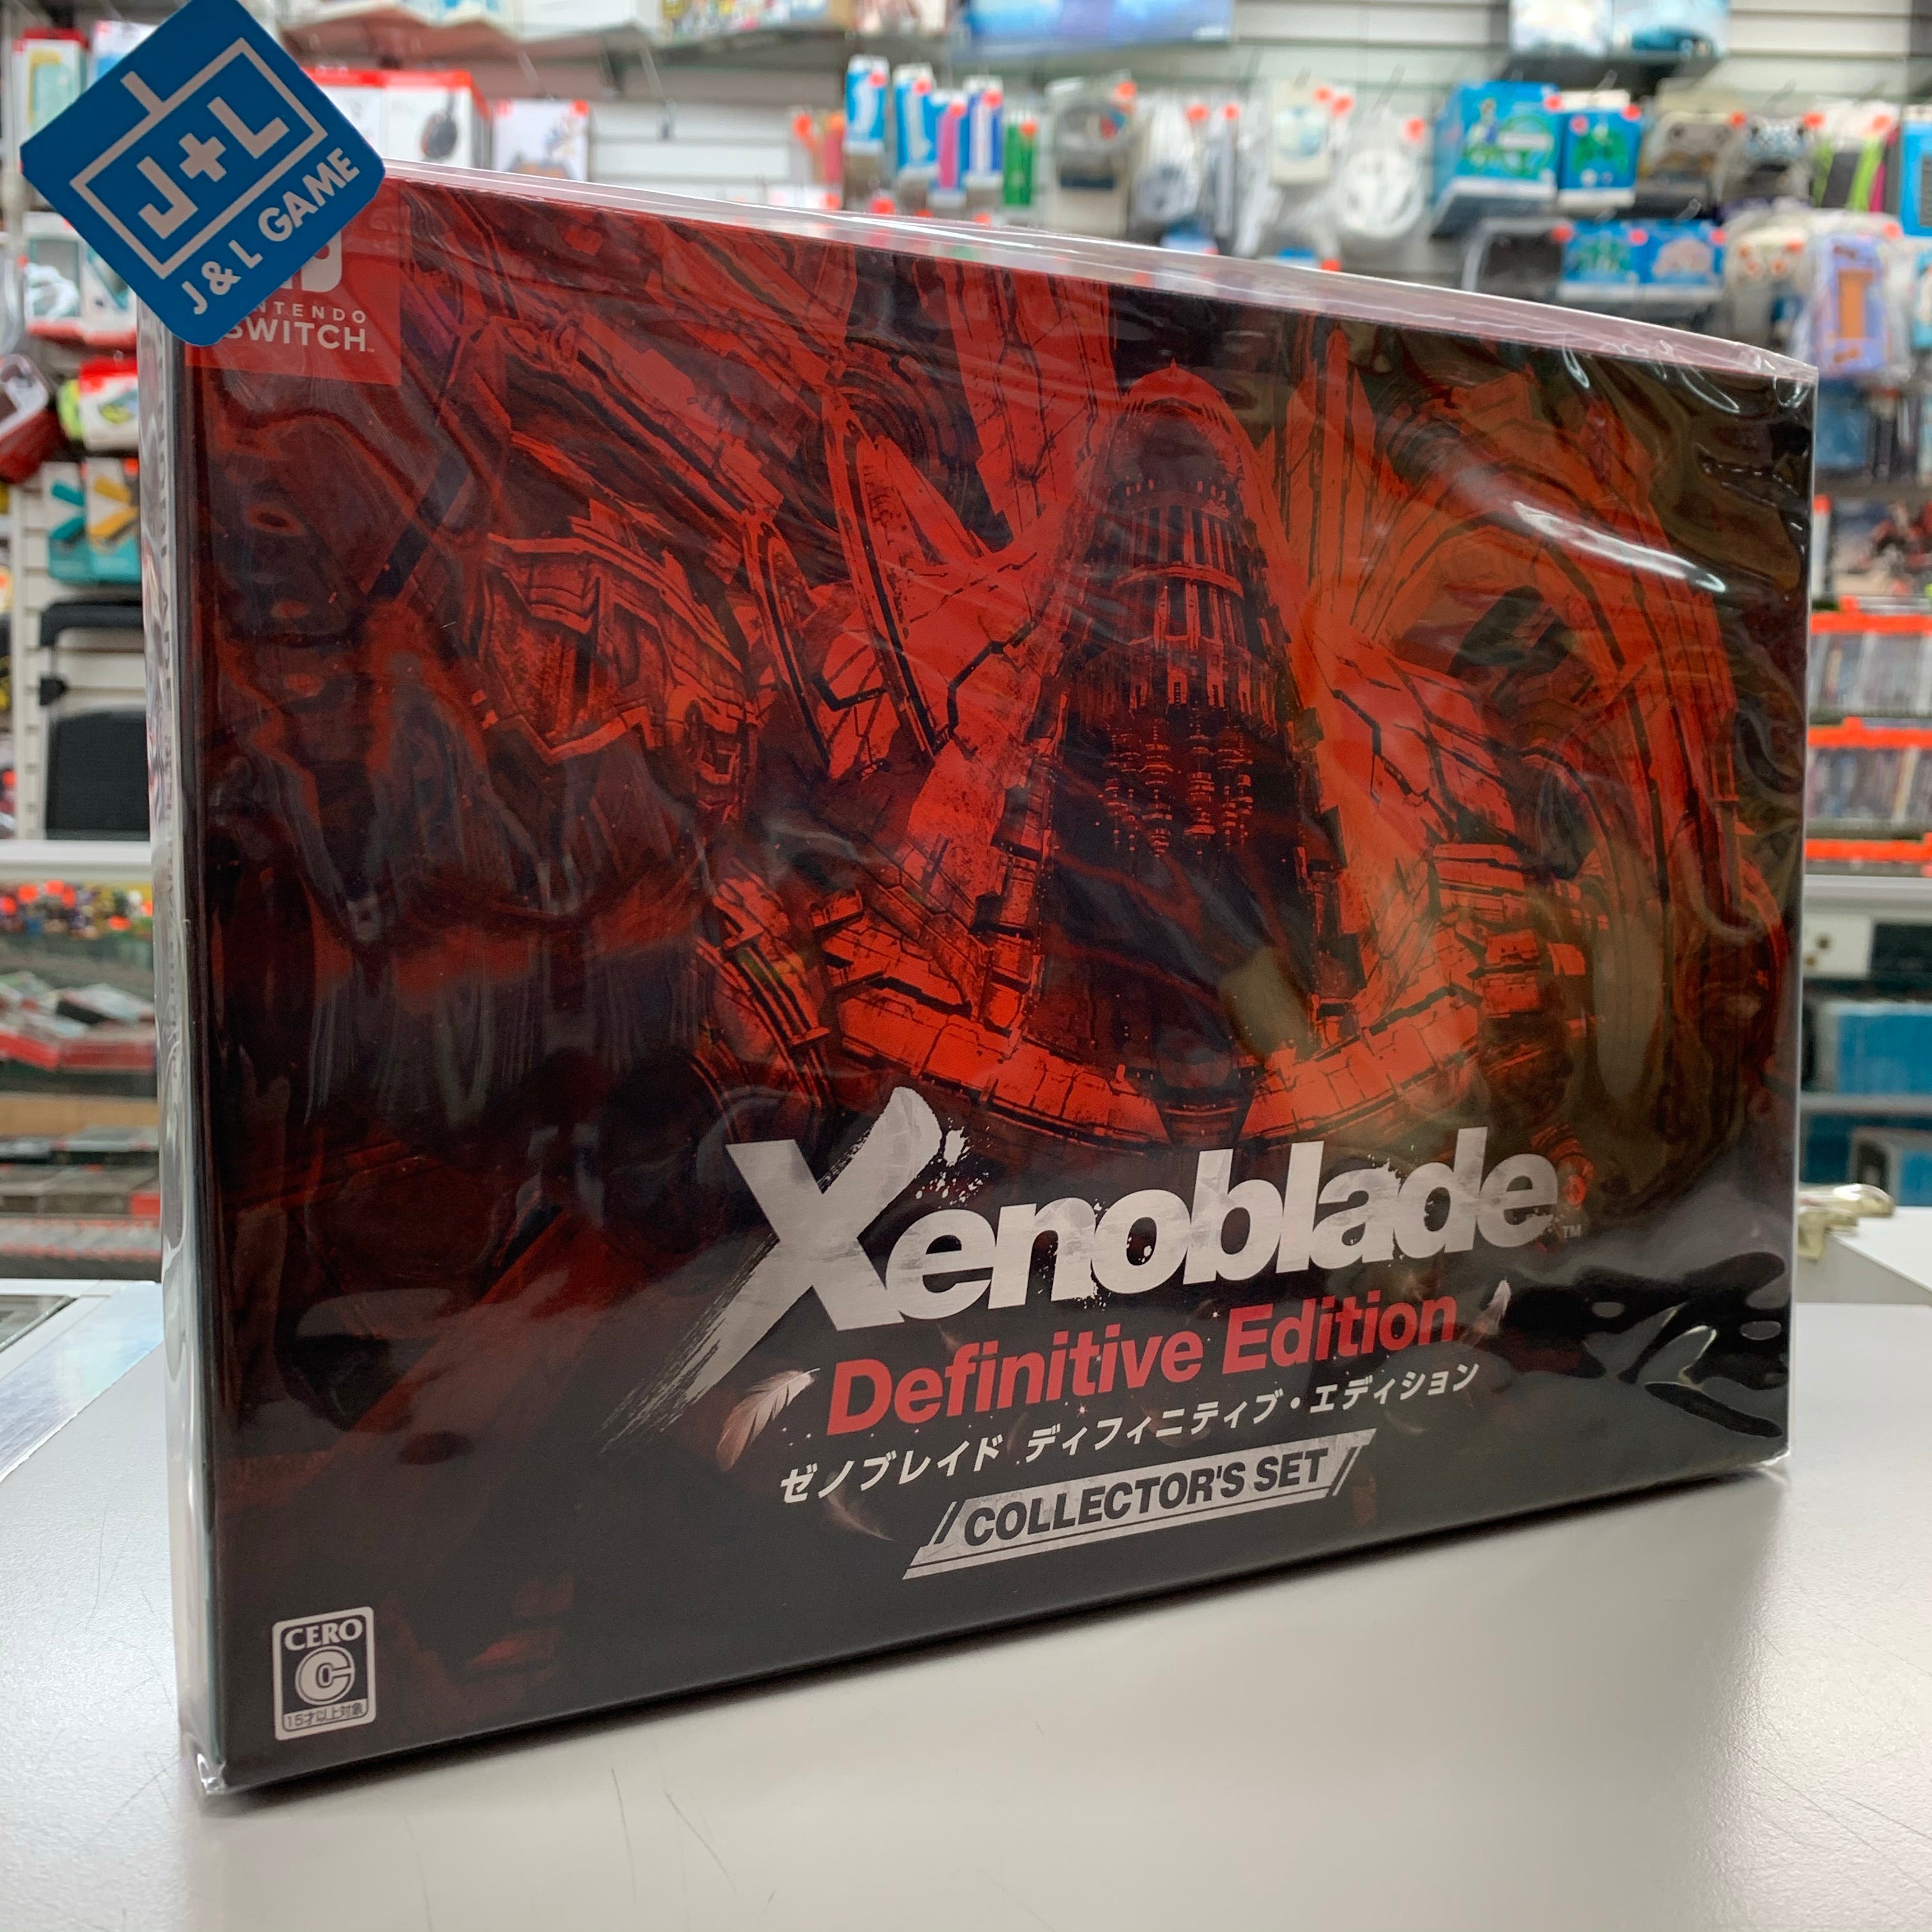 J+L
J & L GAME
NINTENDO
SWITCH
Xenoblade™
Definitive Edition
ゼノブレイド ディフィニティブ・エディション
COLLECTOR'S SET
CERO
C
15才以上対象